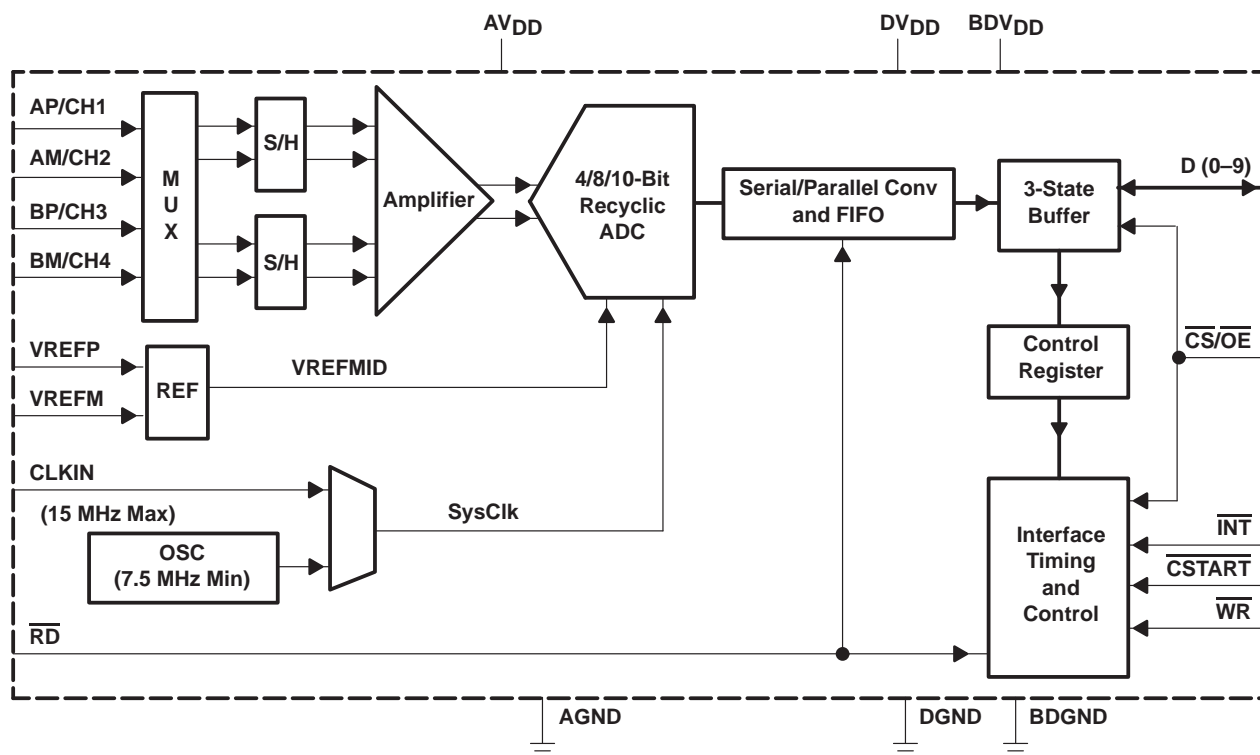 AVDD
DVDD
BDVDD
AP/CH1
AM/CH2
BP/CH3
BM/CH4
M
U
X
S/H
S/H
Amplifier
4/8/10-Bit
Recyclic
ADC
Serial/Parallel Conv
and FIFO
3-State
Buffer
D (0–9)
Control
Register
CS/OE
VREFP
VREFM
REF
VREFMID
CLKIN
(15 MHz Max)
OSC
(7.5 MHz Min)
SysClk
Interface
Timing
and
Control
INT
CSTART
WR
RD
AGND
DGND
BDGND